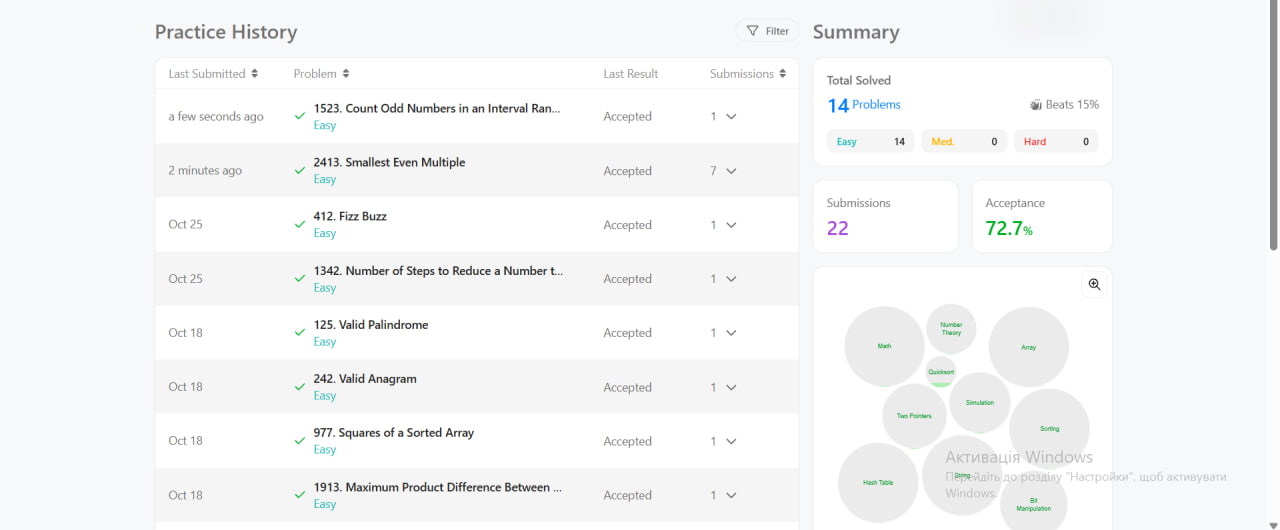 Practice History
Filter
Last Submitted Problem Last Result Submissions
a few seconds ago 1523. Count Odd Numbers in an Interval Ran... Easy Accepted 1
2 minutes ago 2413. Smallest Even Multiple Easy Accepted 7
Oct 25 412. Fizz Buzz Easy Accepted 1
Oct 25 1342. Number of Steps to Reduce a Number t... Easy Accepted 1
Oct 18 125. Valid Palindrome Easy Accepted 1
Oct 18 242. Valid Anagram Easy Accepted 1
Oct 18 977. Squares of a Sorted Array Easy Accepted 1
Oct 18 1913. Maximum Product Difference Between ... Easy Accepted 1
Summary
Total Solved
14 Problems Beats 15%
Easy 14 Med. 0 Hard 0
Submissions
22
Acceptance
72.7%
Math
Number
Theory
Array
Quicksort
Simulation
Two Pointers
Sorting
Hash Table
String
Bit
Manipulation
Активація Windows
Перейдіть до розділу "Настройки", щоб активувати
Windows.